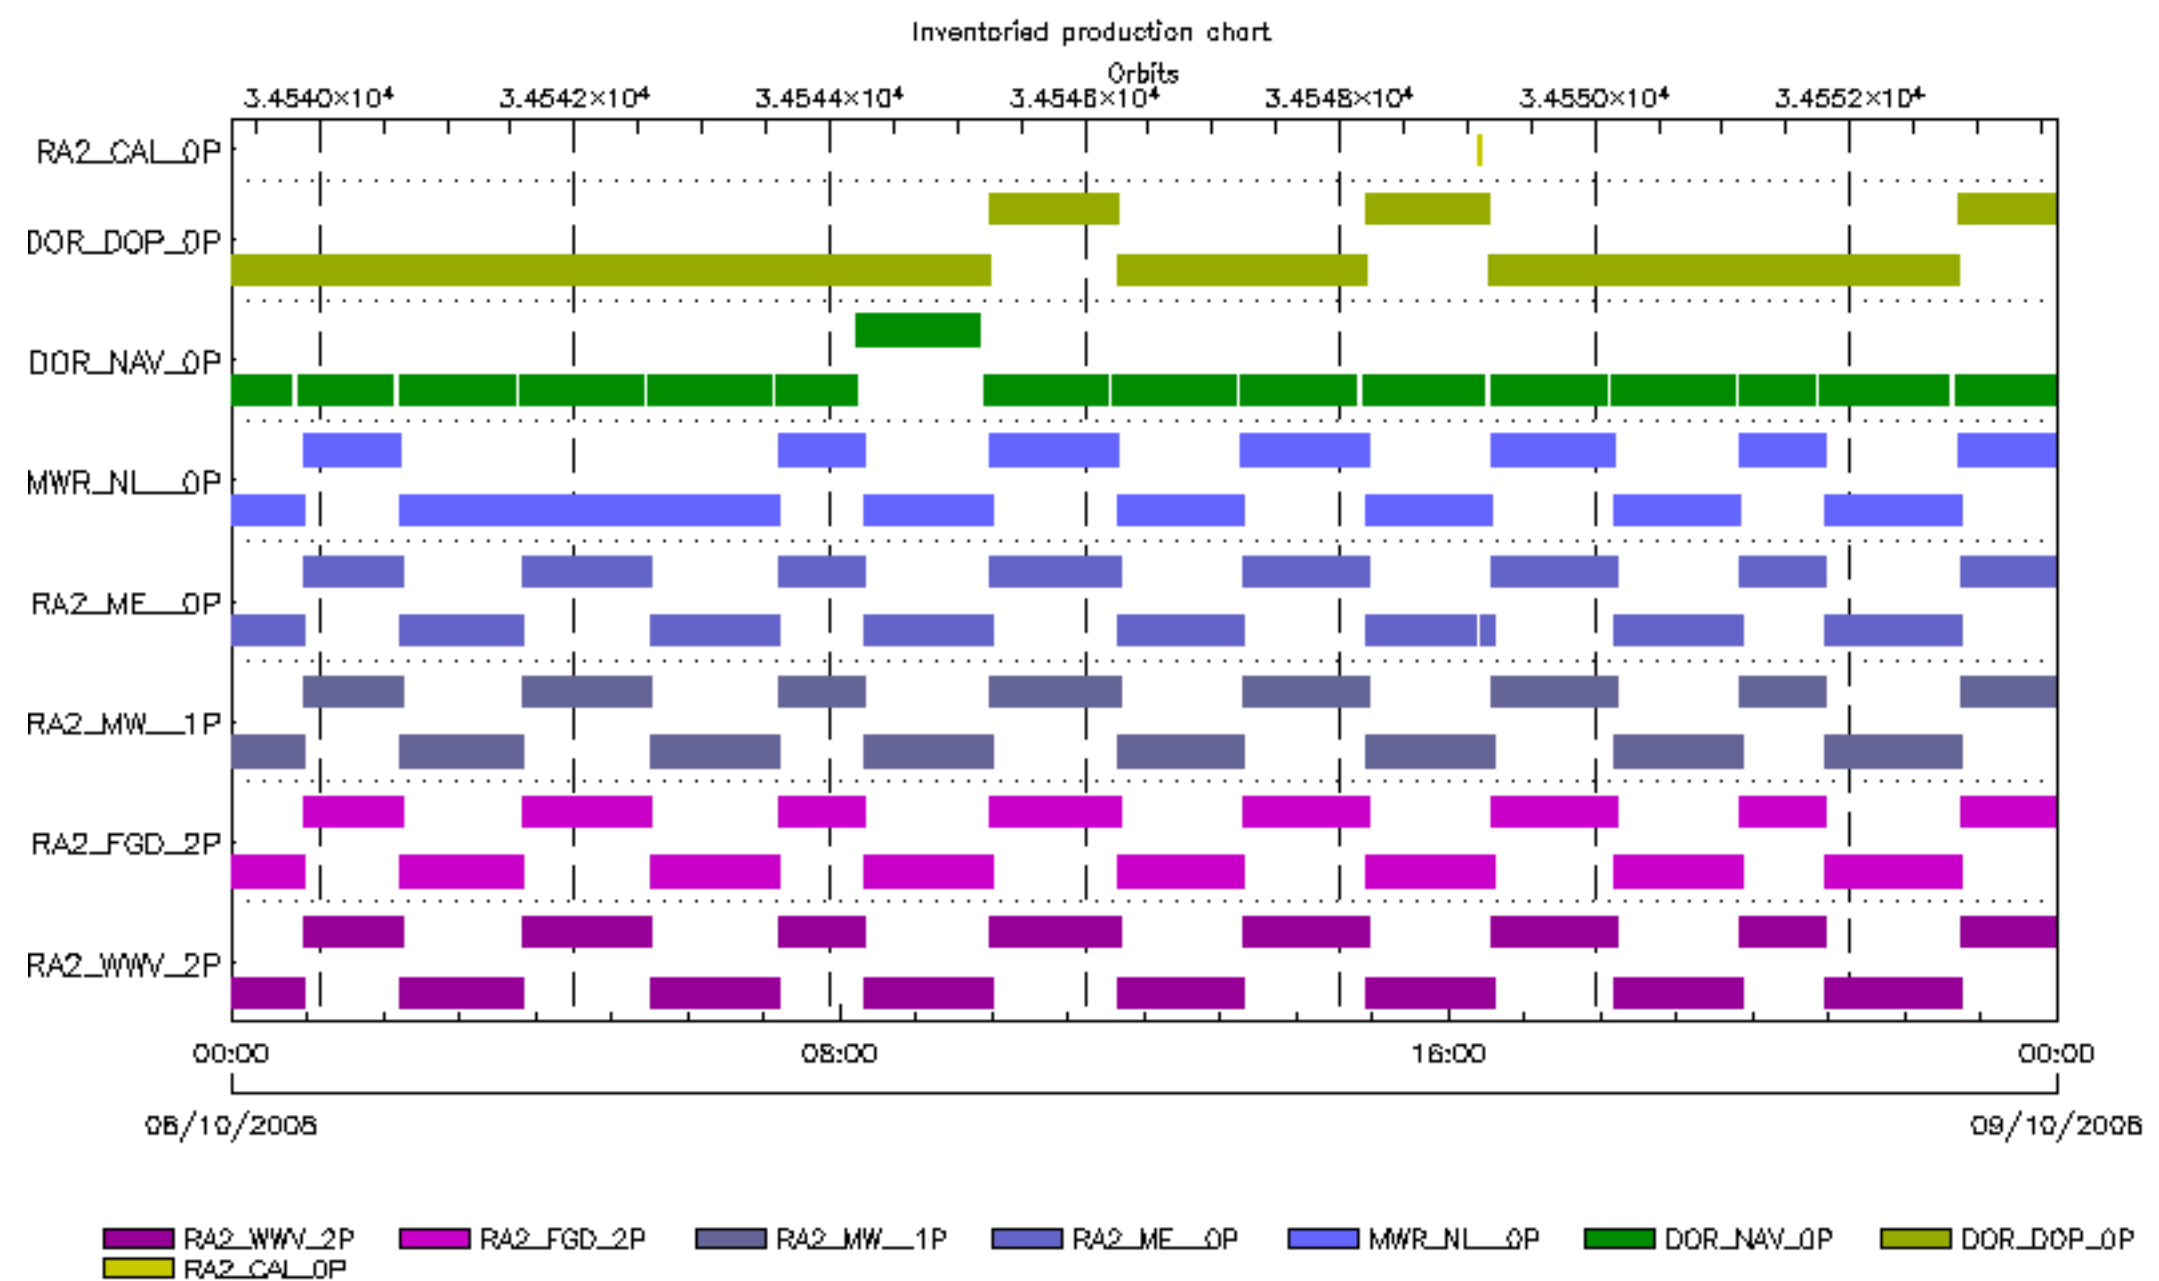 Inventoried production chart
Orbits
3.4540×10⁴ 3.4542×10⁴ 3.4544×10⁴ 3.4546×10⁴ 3.4548×10⁴ 3.4550×10⁴ 3.4552×10⁴
RA2_CAL_0P
DOR_DOP_0P
DOR_NAV_0P
MWR_NL__0P
RA2_ME__0P
RA2_MW__1P
RA2_FGD_2P
RA2_WWV_2P
00:00 08:00 16:00 00:00
08/10/2008 09/10/2008
RA2_WWV_2P RA2_FGD_2P RA2_MW__1P RA2_ME__0P MWR_NL__0P DOR_NAV_0P DOR_DOP_0P
RA2_CAL_0P